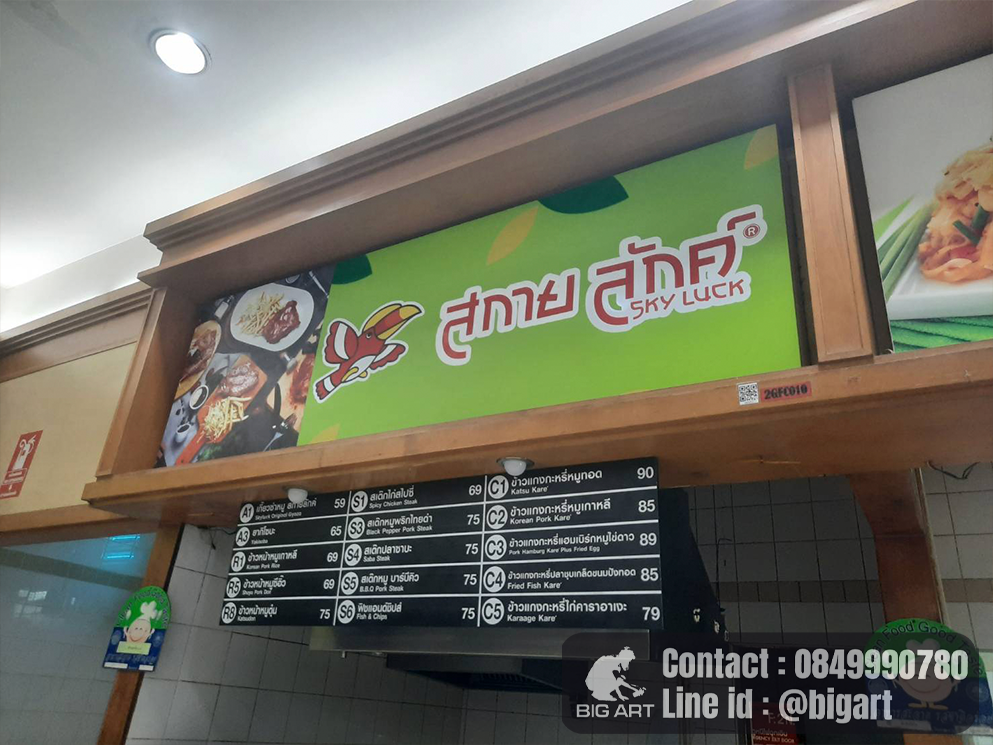 สกาย ลักค์ ®
SKY LUCK
2GFC010
A1 เกี๊ยวซ่าหมู สกายลักค์ 59
Skyluck Original Gyoza
A3 ยากิโซบะ 65
Yakisoba
R1 ข้าวหน้าหมูเกาหลี 69
Korean Pork Rice
R5 ข้าวหน้าหมูซีอิ๊ว 69
Shoyu Pork Don
R8 ข้าวหน้าหมูตุ๋น 75
Katsudon
S1 สเต๊กไก่สไปซี่ 69
Spicy Chicken Steak
S3 สเต๊กหมูพริกไทยดำ 75
Black Pepper Pork Steak
S4 สเต๊กปลาซาบะ 75
Saba Steak
S5 สเต๊กหมู บาร์บีคิว 75
B.B.Q Pork Steak
S6 ฟิชแอนด์ชิปส์ 75
Fish & Chips
C1 ข้าวแกงกะหรี่หมูทอด 90
Katsu Kare'
C2 ข้าวแกงกะหรี่หมูเกาหลี 85
Korean Pork Kare'
C3 ข้าวแกงกะหรี่แฮมเบิร์กหมูไข่ดาว 89
Pork Hamburg Kare' Plus Fried Egg
C4 ข้าวแกงกะหรี่ปลาชุบเกล็ดขนมปังทอด 85
Fried Fish Kare'
C5 ข้าวแกงกะหรี่ไก่คาราอาเงะ 79
Karaage Kare'
Food Good
BIG ART
Contact : 0849990780
Line id : @bigart